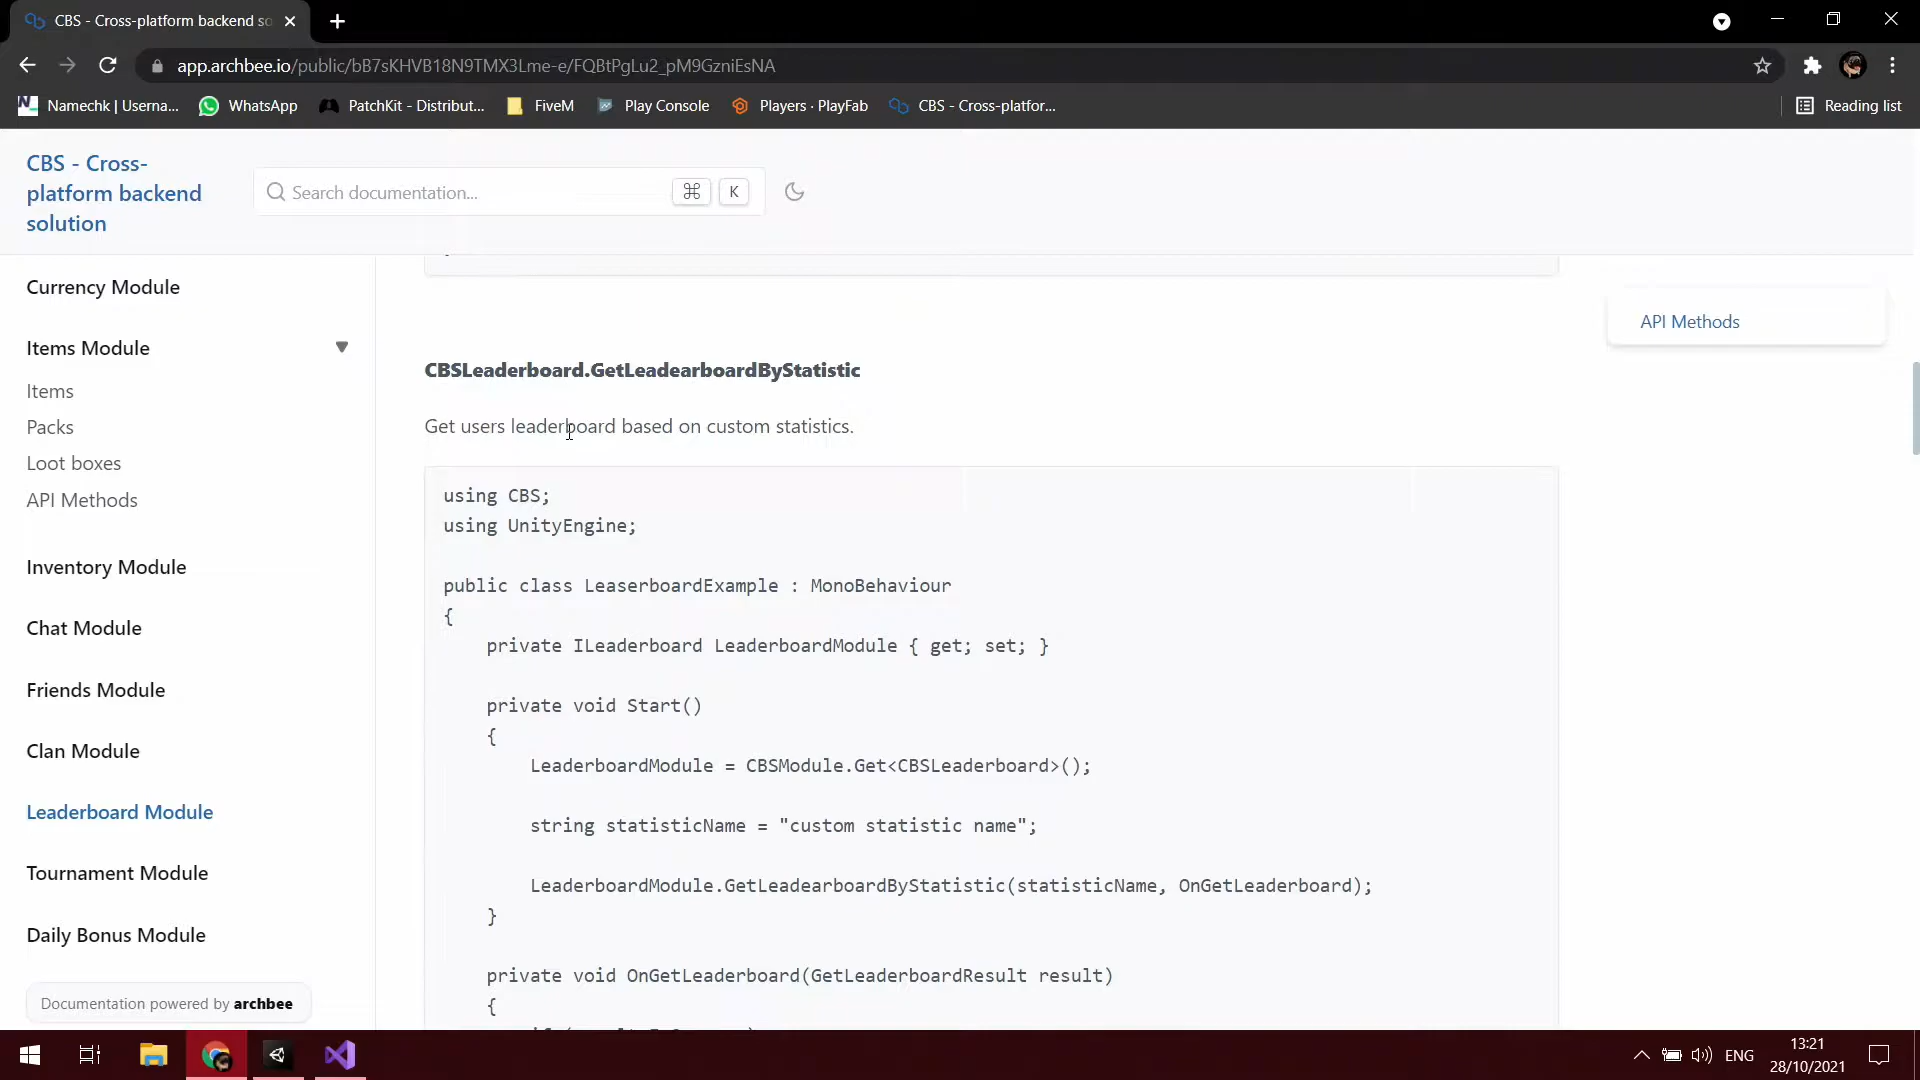 CBS - Cross-platform backend so
app.archbee.io/public/bB7sKHVB18N9TMX3Lme-e/FQBtPgLu2_pM9GzniEsNA
Namechk | Userna...
WhatsApp
PatchKit - Distribut...
FiveM
Play Console
Players · PlayFab
CBS - Cross-platfor...
Reading list
CBS - Cross-
platform backend
solution
Search documentation...
⌘
K
Currency Module
Items Module
Items
Packs
Loot boxes
API Methods
Inventory Module
Chat Module
Friends Module
Clan Module
Leaderboard Module
Tournament Module
Daily Bonus Module
Documentation powered by archbee
CBSLeaderboard.GetLeadearboardByStatistic
Get users leaderboard based on custom statistics.
using CBS;
using UnityEngine;
public class LeaserboardExample : MonoBehaviour
{
private ILeaderboard LeaderboardModule { get; set; }
private void Start()
{
LeaderboardModule = CBSModule.Get<CBSLeaderboard>();
string statisticName = "custom statistic name";
LeaderboardModule.GetLeadearboardByStatistic(statisticName, OnGetLeaderboard);
}
private void OnGetLeaderboard(GetLeaderboardResult result)
{
API Methods
ENG
13:21
28/10/2021